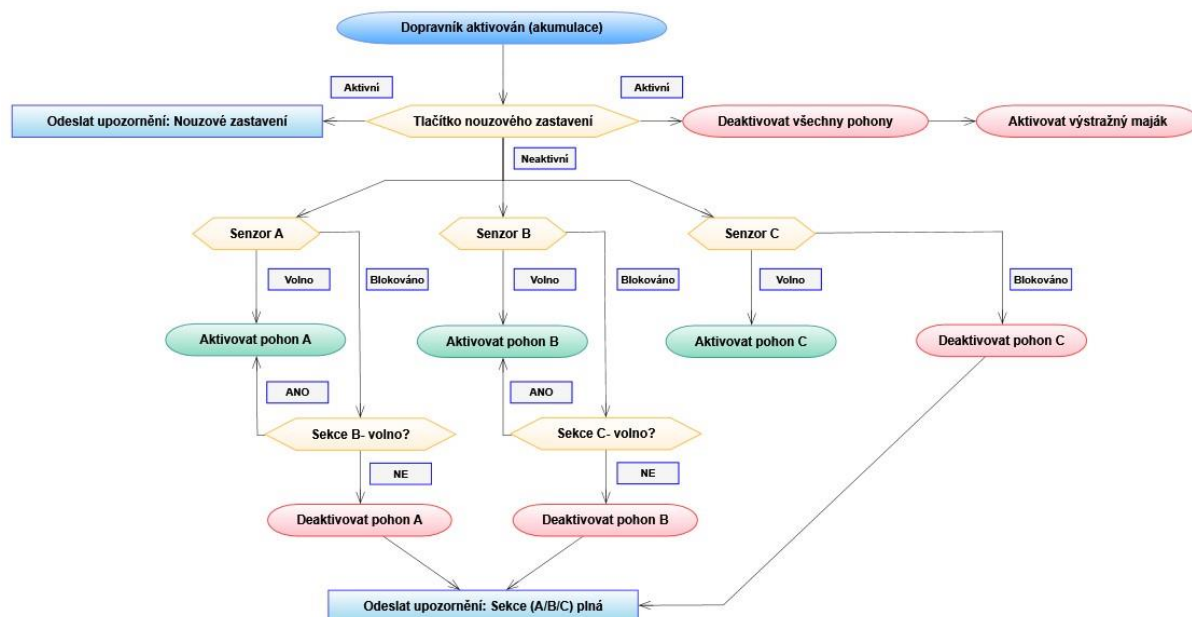 Dopravník aktivován (akumulace)
Aktivní
Aktivní
Odeslat upozornění: Nouzové zastavení
Tlačítko nouzového zastavení
Deaktivovat všechny pohony
Aktivovat výstražný maják
Neaktivní
Senzor A
Senzor B
Senzor C
Volno
Blokováno
Volno
Blokováno
Volno
Blokováno
Aktivovat pohon A
Aktivovat pohon B
Aktivovat pohon C
Deaktivovat pohon C
ANO
ANO
Sekce B- volno?
Sekce C- volno?
NE
NE
Deaktivovat pohon A
Deaktivovat pohon B
Odeslat upozornění: Sekce (A/B/C) plná